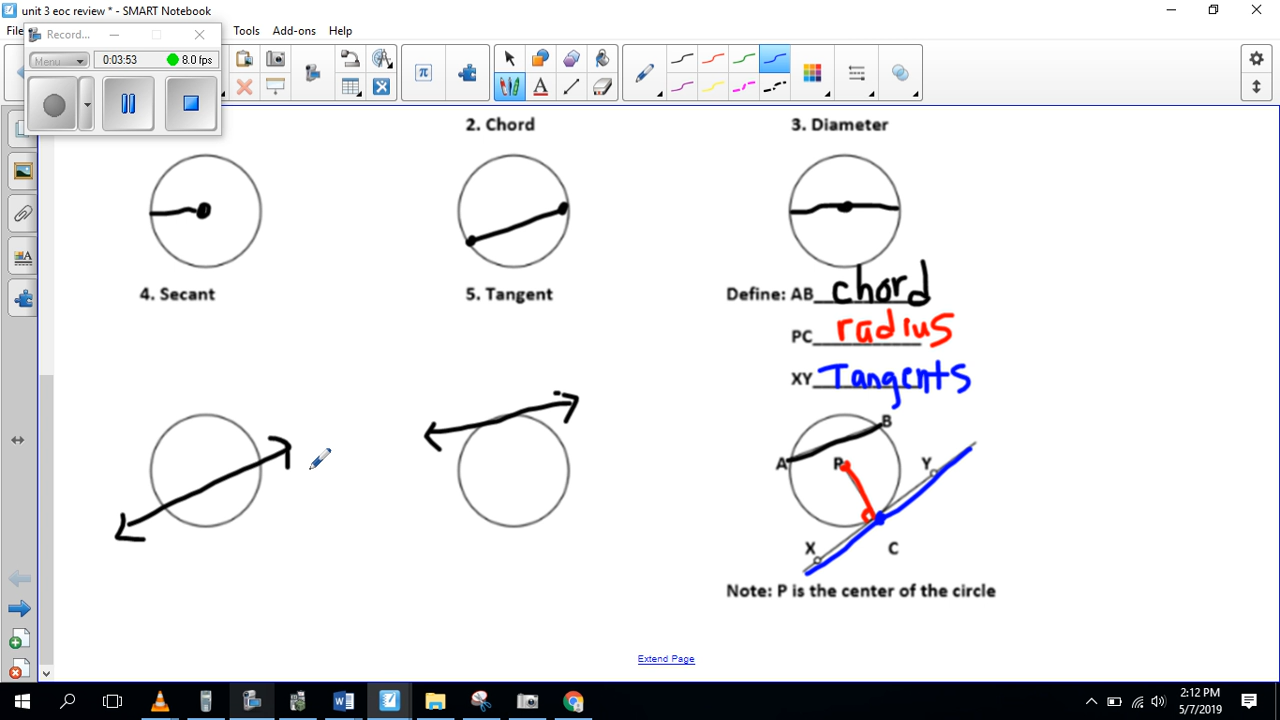 unit 3 eoc review * - SMART Notebook
Record...
Tools Add-ons Help
Menu
0:03:53
8.0 fps
2. Chord
3. Diameter
4. Secant
5. Tangent
Define: AB chord
PC radius
XY Tangents
B
A
P
Y
X
C
Note: P is the center of the circle
Extend Page
2:12 PM
5/7/2019